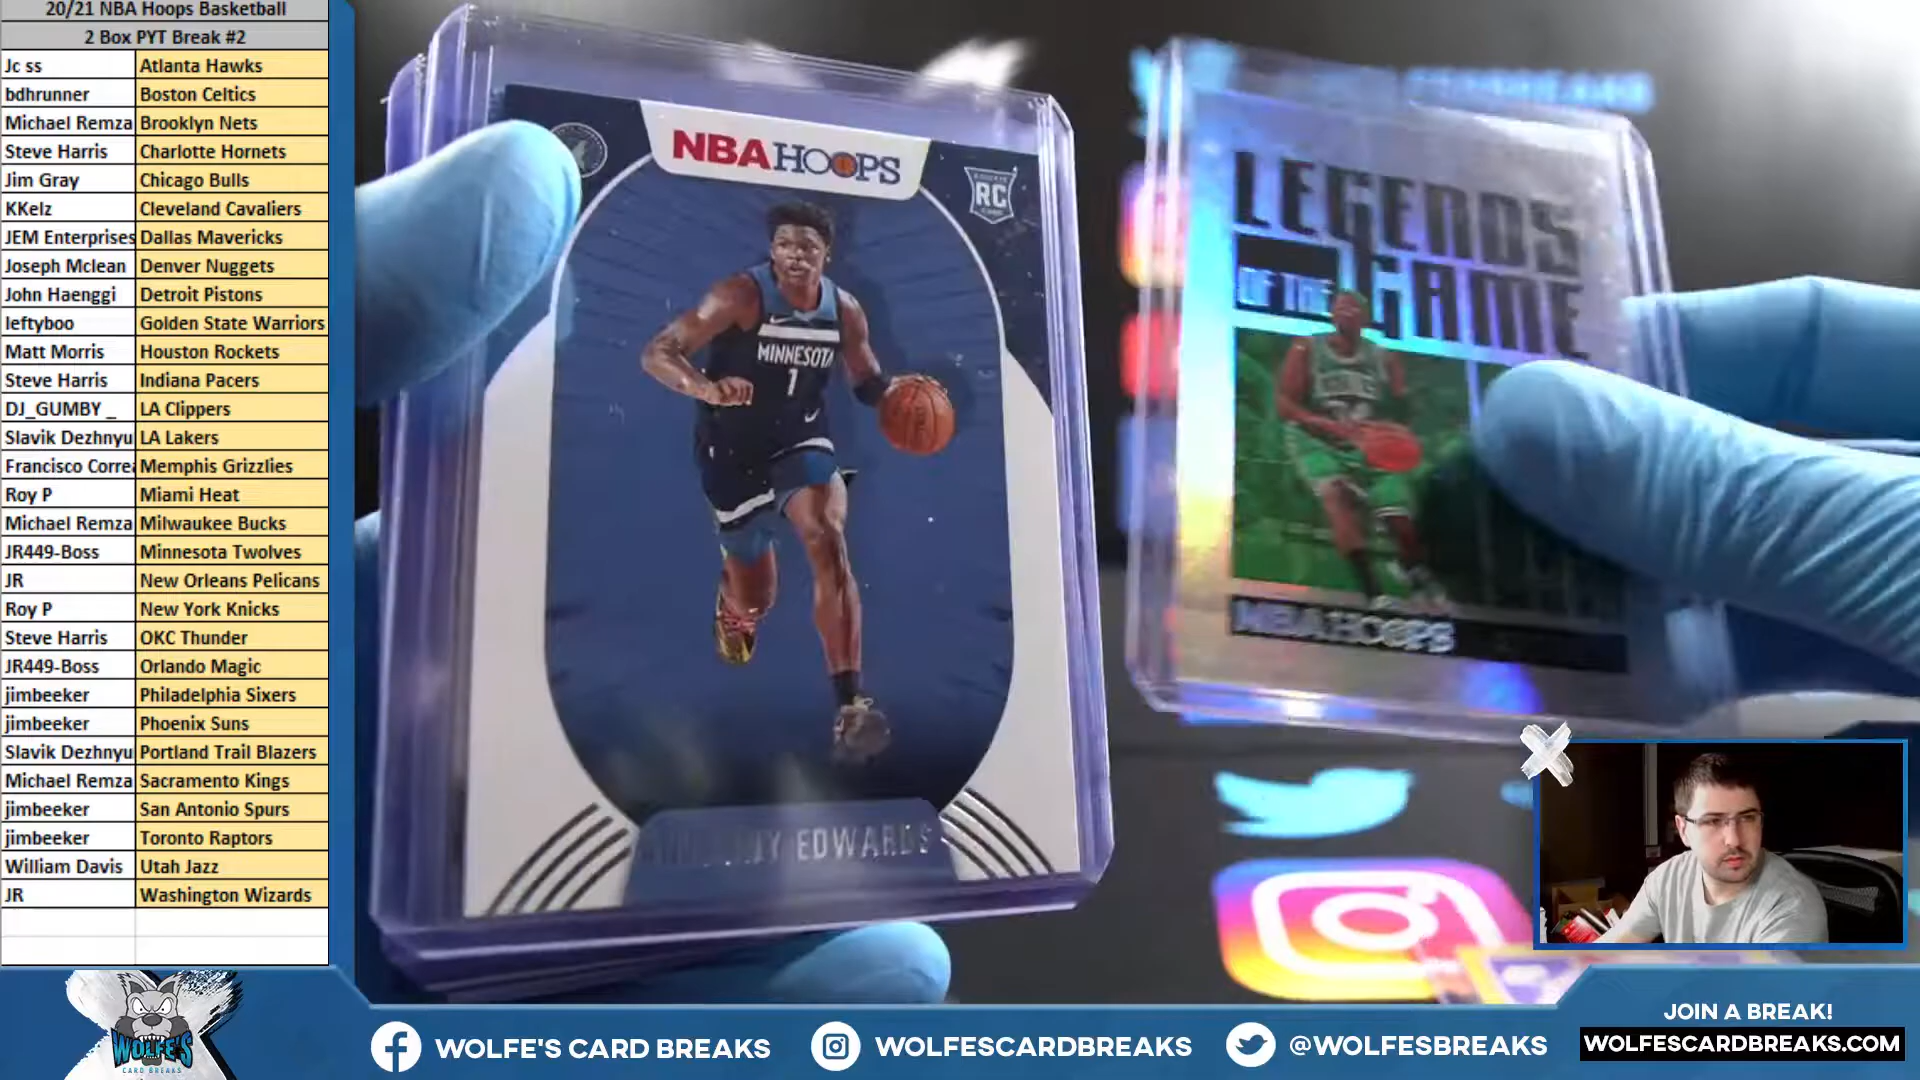 20/21 NBA Hoops Basketball
2 Box PYT Break #2
Jc ss Atlanta Hawks
bdhrunner Boston Celtics
Michael Remza Brooklyn Nets
Steve Harris Charlotte Hornets
Jim Gray Chicago Bulls
KKelz Cleveland Cavaliers
JEM Enterprises Dallas Mavericks
Joseph Mclean Denver Nuggets
John Haenggi Detroit Pistons
leftyboo Golden State Warriors
Matt Morris Houston Rockets
Steve Harris Indiana Pacers
DJ_GUMBY _ LA Clippers
Slavik Dezhnyu LA Lakers
Francisco Correa Memphis Grizzlies
Roy P Miami Heat
Michael Remza Milwaukee Bucks
JR449-Boss Minnesota Twolves
JR New Orleans Pelicans
Roy P New York Knicks
Steve Harris OKC Thunder
JR449-Boss Orlando Magic
jimbeeker Philadelphia Sixers
jimbeeker Phoenix Suns
Slavik Dezhnyu Portland Trail Blazers
Michael Remza Sacramento Kings
jimbeeker San Antonio Spurs
jimbeeker Toronto Raptors
William Davis Utah Jazz
JR Washington Wizards
NBA HOOPS
RC
MINNESOTA
1
EDWARDS
LEGENDS
OF THE GAME
NBA HOOPS
WOLFE'S
CARD BREAKS
WOLFE'S CARD BREAKS
WOLFESCARDBREAKS
@WOLFESBREAKS
JOIN A BREAK!
WOLFESCARDBREAKS.COM